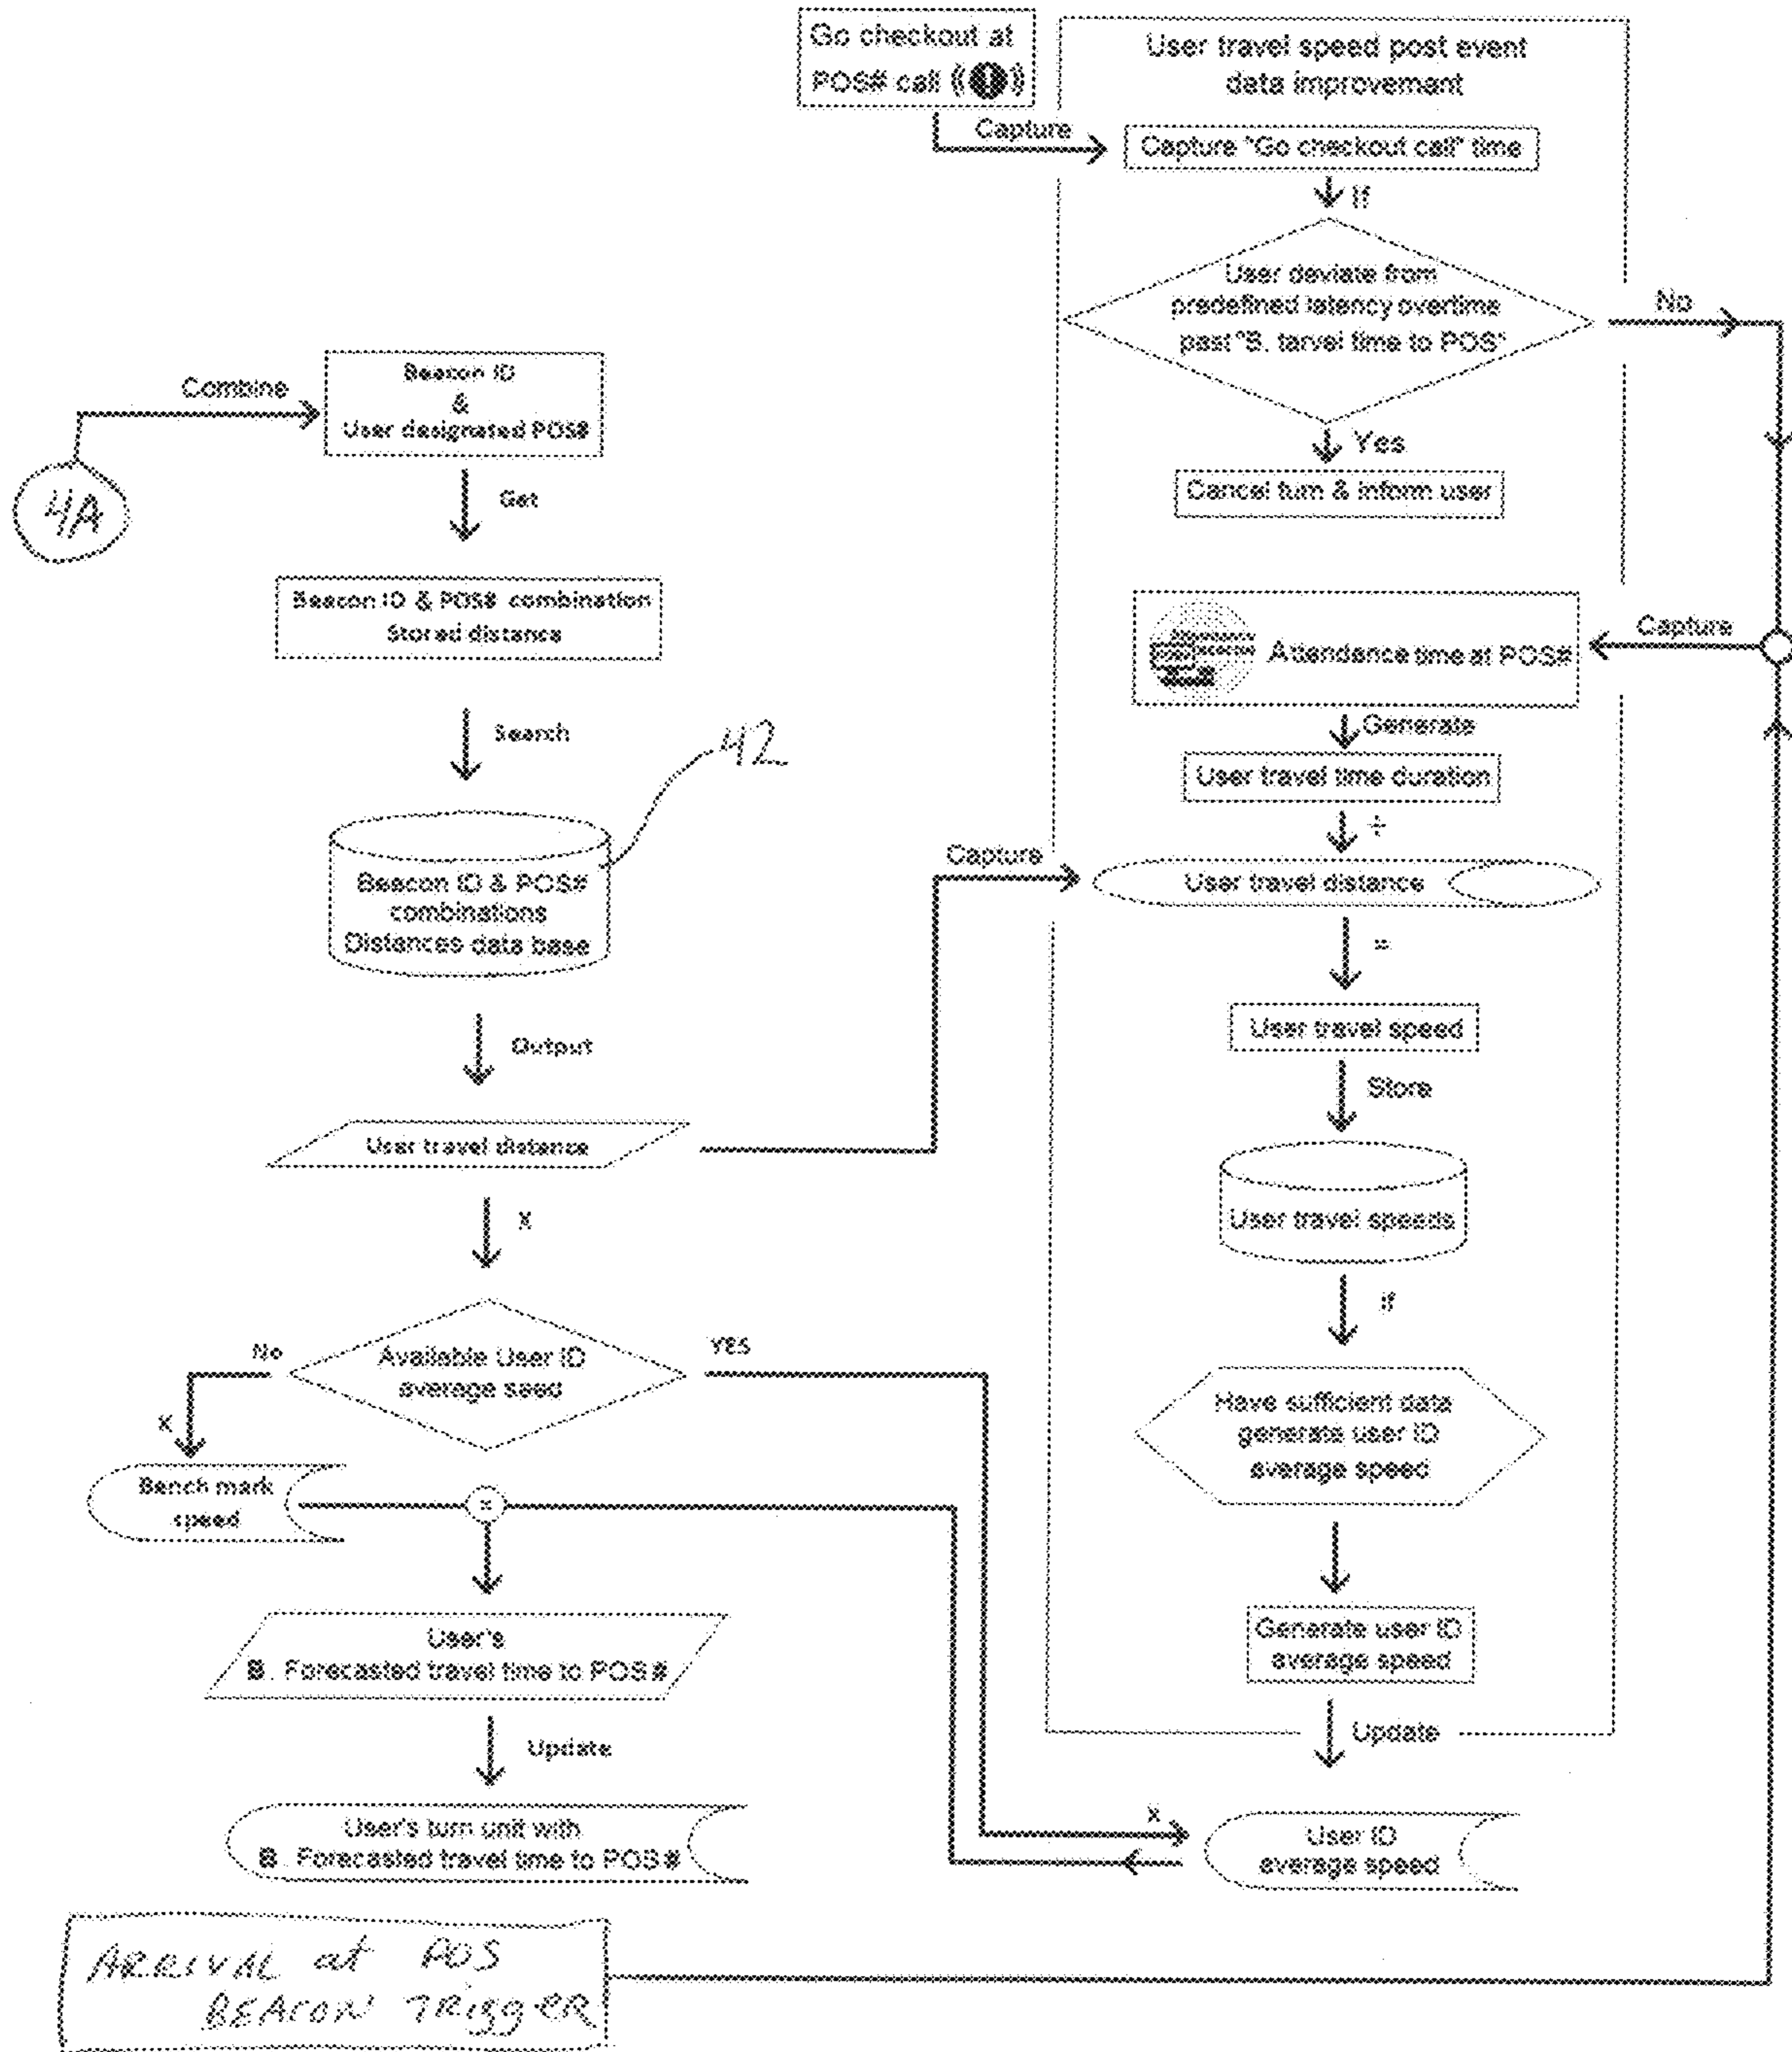 Go checkout at
POS# call ((!))
User travel speed post event
data improvement
Capture
Capture "Go checkout call" time
If
User deviate from
predefined latency overtime
past "B. tarvel time to POS"
No
Yes
Cancel turn & inform user
Combine
Beacon ID
&
User designated POS#
4A
Get
Beacon ID & POS# combination
Stored distance
Search
42
Beacon ID & POS#
combinations
Distances data base
Output
User travel distance
X
Available User ID
average seed
No
YES
X
Bench mark
speed
=
User's
B. Forecasted travel time to POS#
Update
User's turn unit with
B. Forecasted travel time to POS#
Capture
Attendance time at POS#
Generate
User travel time duration
÷
Capture
User travel distance
=
User travel speed
Store
User travel speeds
if
Have sufficient data
generate user ID
average speed
Generate user ID
average speed
Update
X
User ID
average speed
ARRIVAL at POS
BEACON TRIggeR